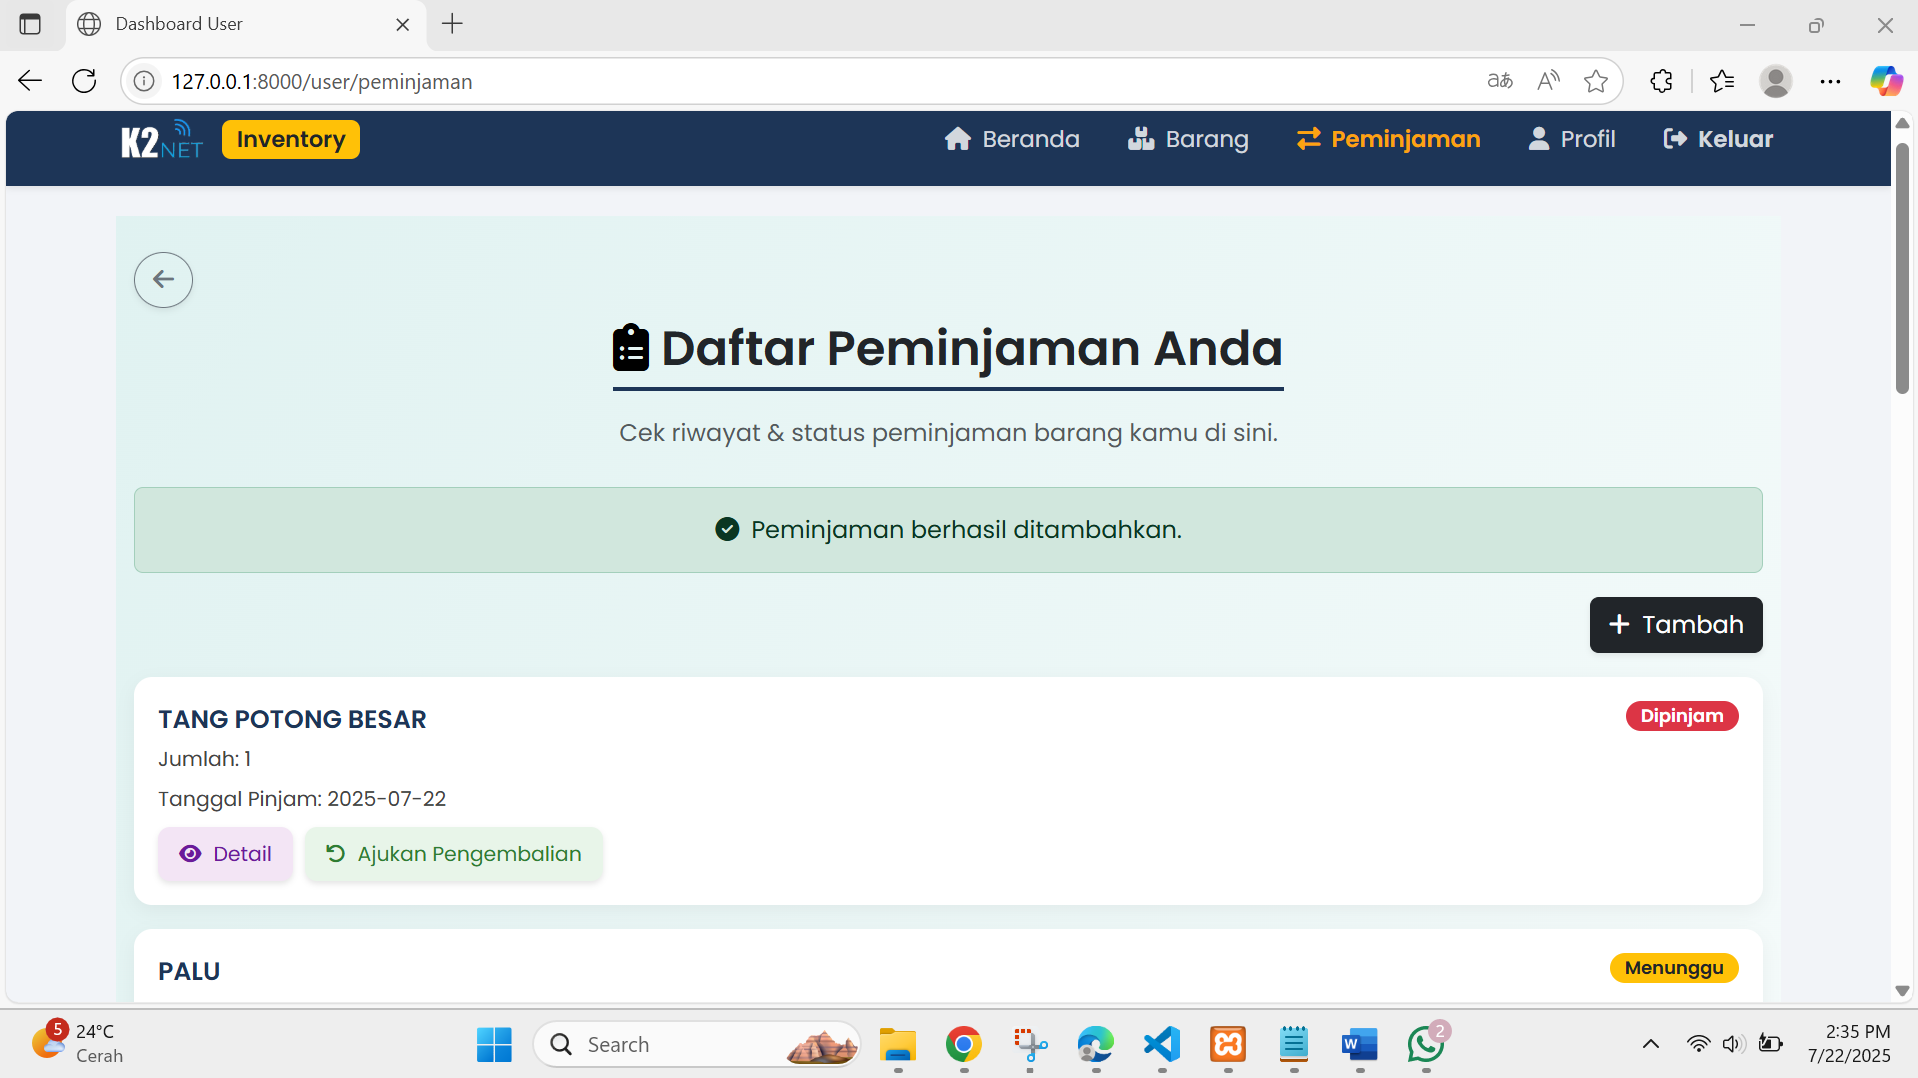 Dashboard User
127.0.0.1:8000/user/peminjaman
K2NET Inventory Beranda Barang Peminjaman Profil Keluar
Daftar Peminjaman Anda
Cek riwayat & status peminjaman barang kamu di sini.
Peminjaman berhasil ditambahkan.
+ Tambah
TANG POTONG BESAR Dipinjam
Jumlah: 1
Tanggal Pinjam: 2025-07-22
Detail Ajukan Pengembalian
PALU Menunggu
5 24°C
Cerah
Search
W
2
2:35 PM
7/22/2025